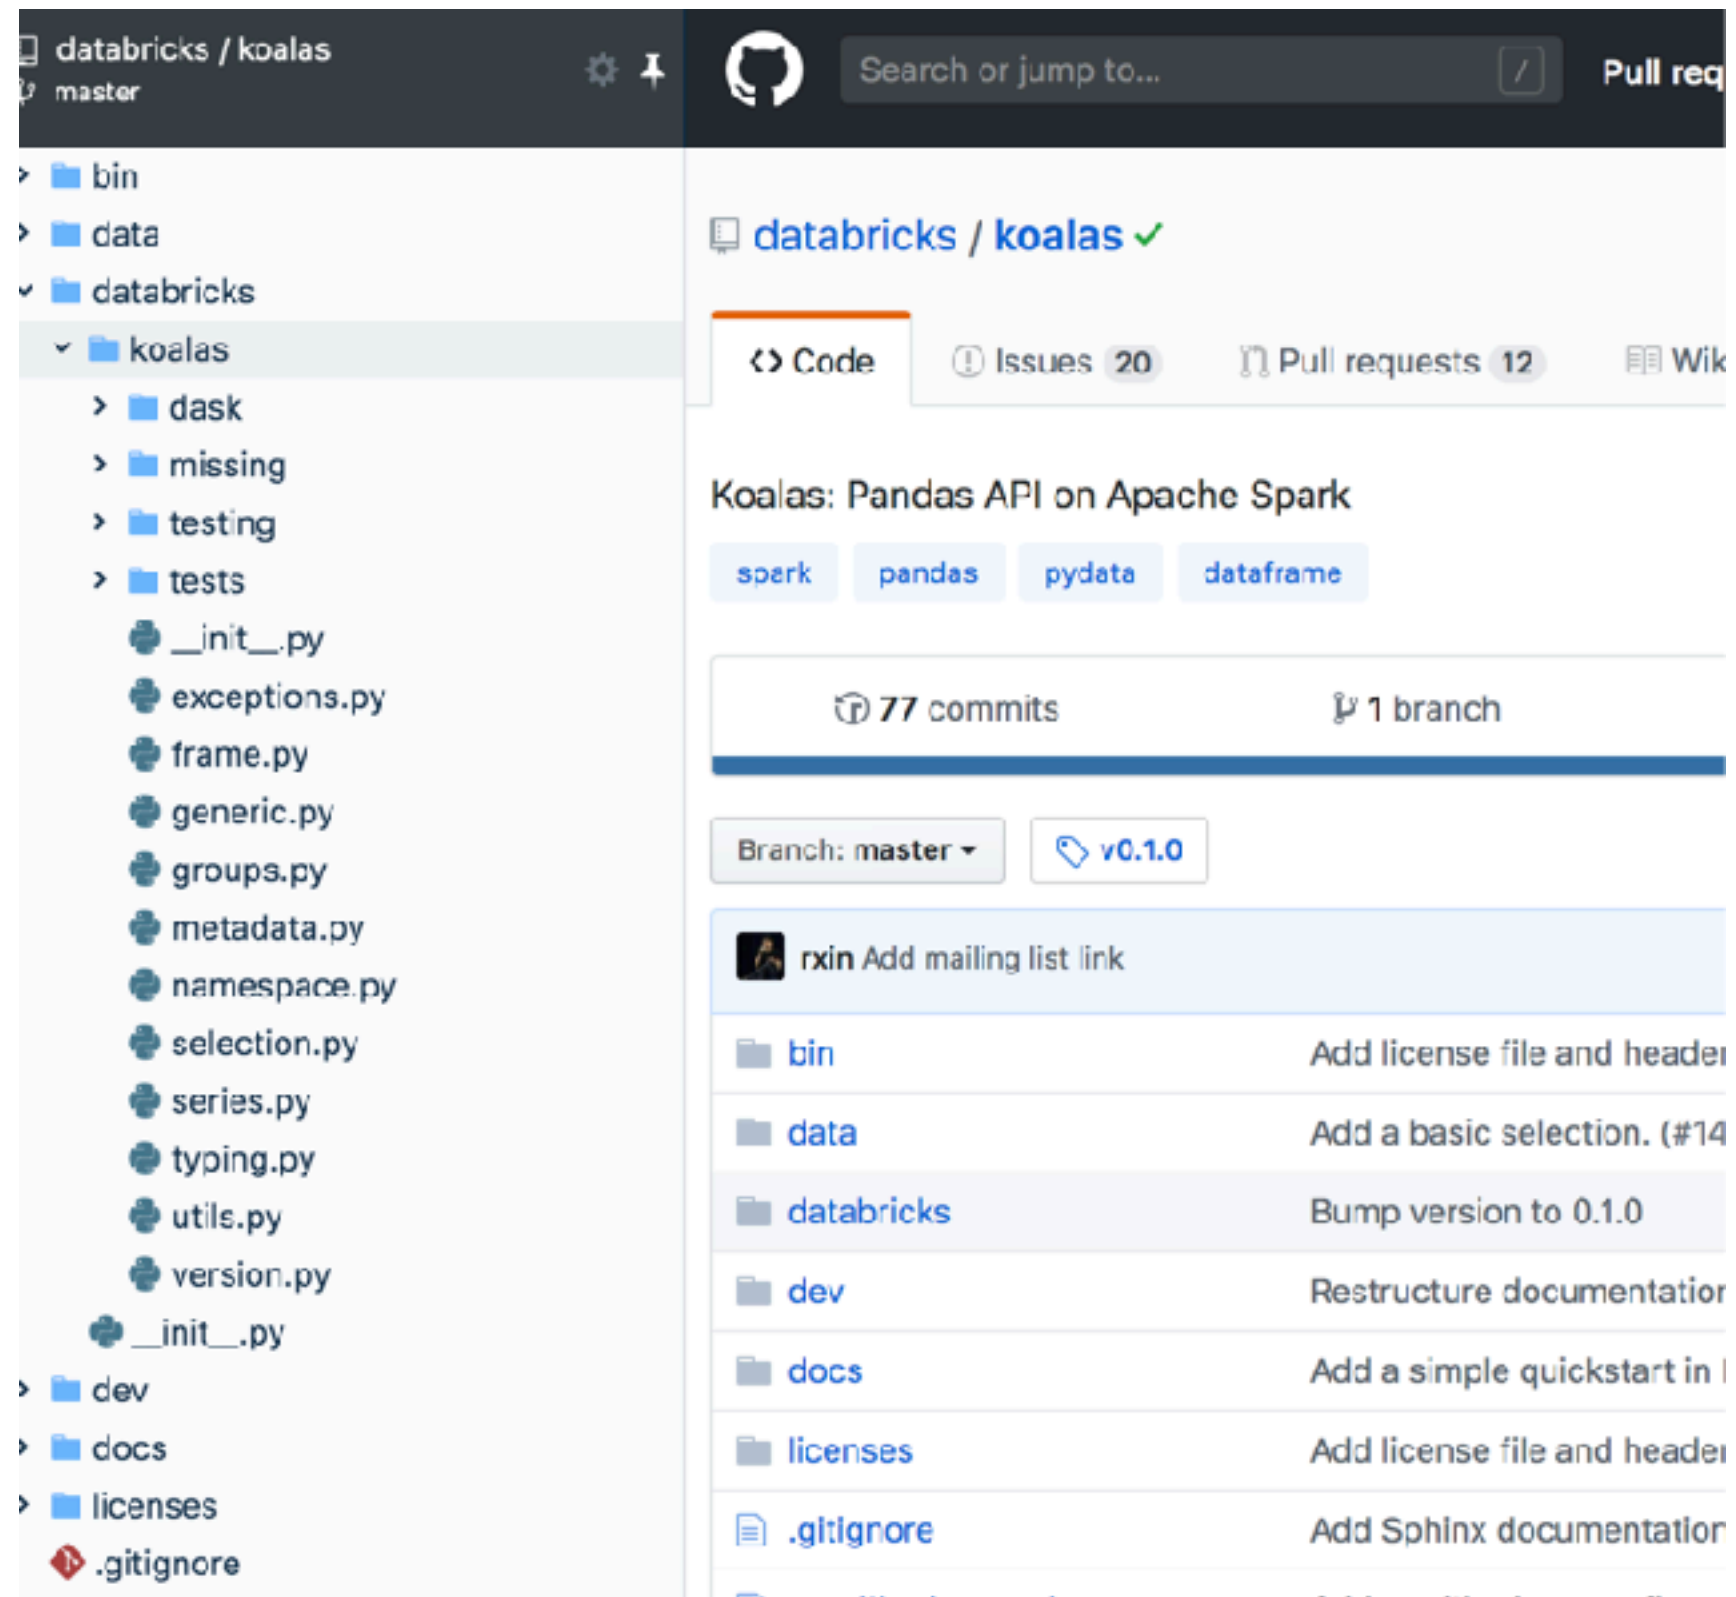 databricks / koalas
master
bin
data
databricks
koalas
dask
missing
testing
tests
__init__.py
exceptions.py
frame.py
generic.py
groups.py
metadata.py
namespace.py
selection.py
series.py
typing.py
utils.py
version.py
__init__.py
dev
docs
licenses
.gitignore
Search or jump to...
/
Pull req
databricks / koalas
Code
Issues 20
Pull requests 12
Wik
Koalas: Pandas API on Apache Spark
spark pandas pydata dataframe
77 commits
1 branch
Branch: master
v0.1.0
rxin Add mailing list link
bin Add license file and header
data Add a basic selection. (#14
databricks Bump version to 0.1.0
dev Restructure documentation
docs Add a simple quickstart in
licenses Add license file and header
.gitignore Add Sphinx documentation